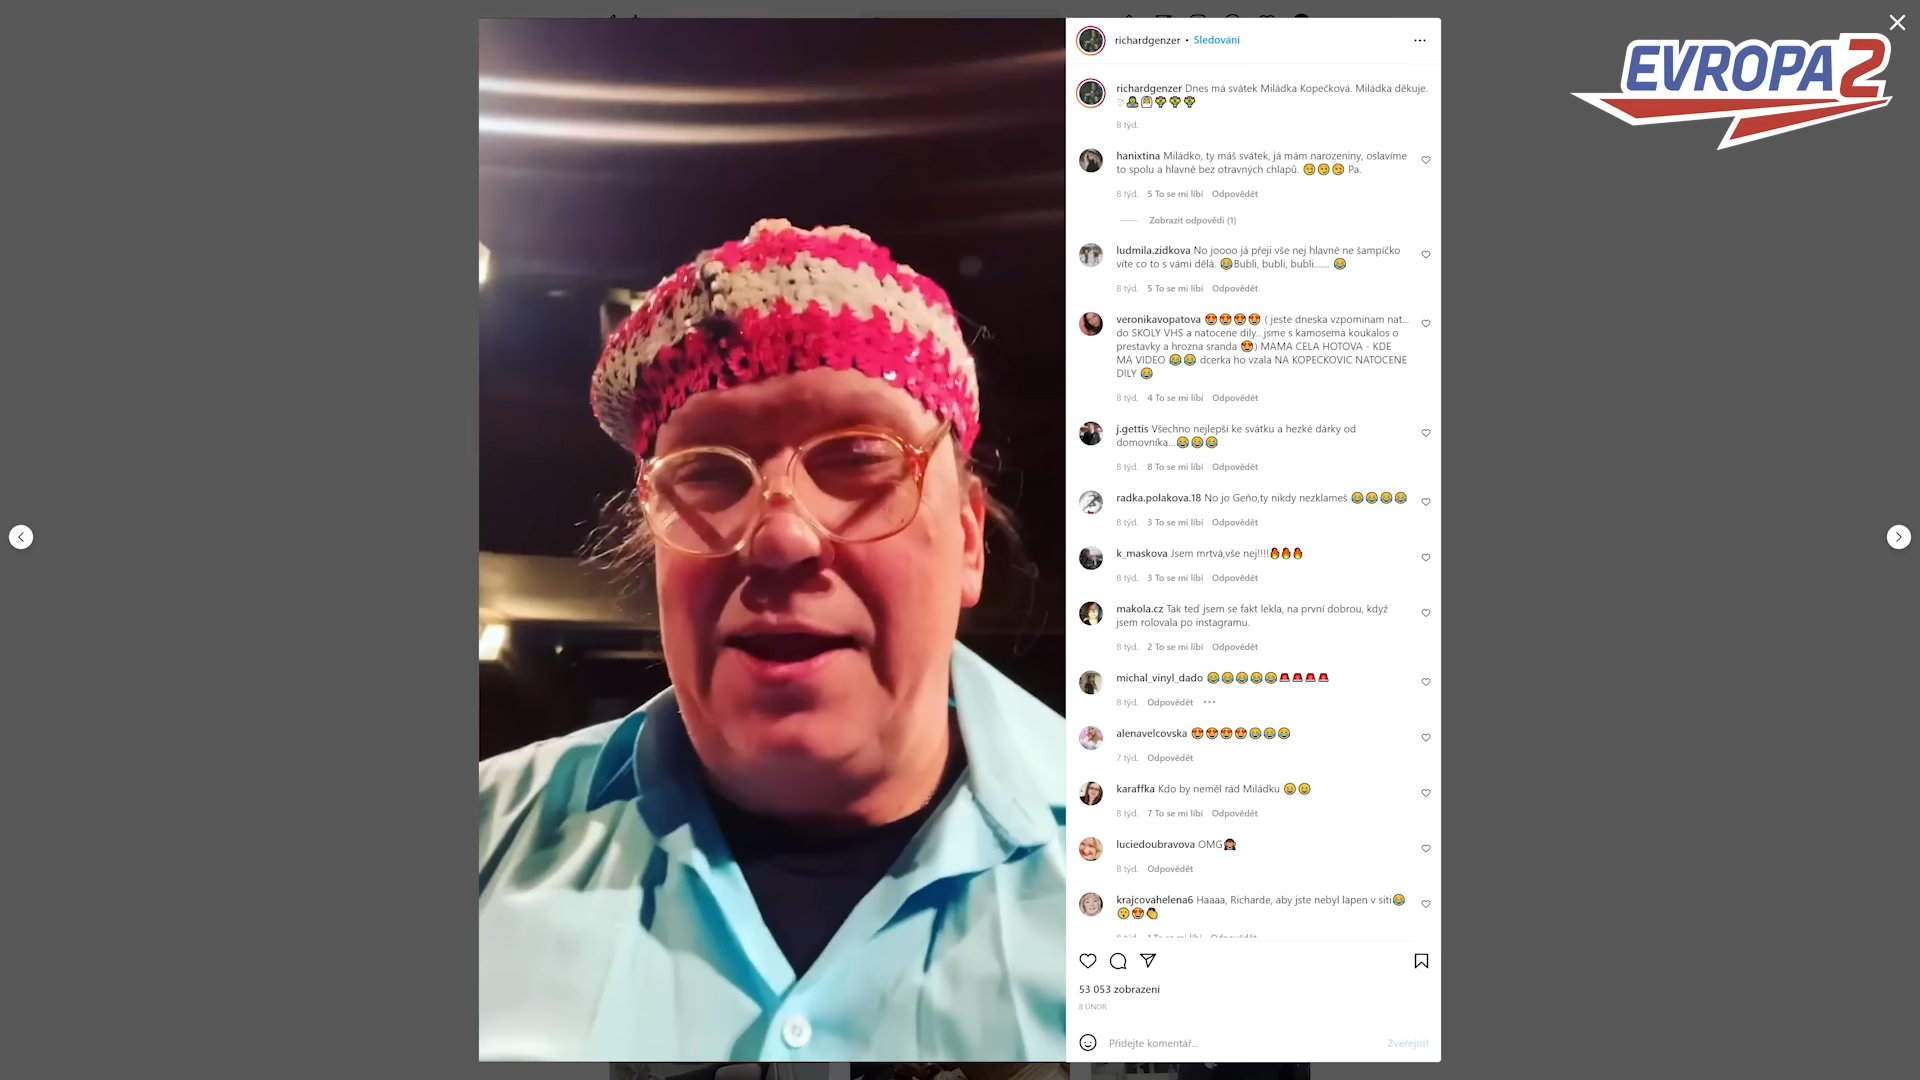 EVROPA 2
richardgenzer • Sledování
richardgenzer Dnes má svátek Miládka Kopečková. Miládka děkuje.
8 týd.
hanixtina Miládko, ty máš svátek, já mám narozeniny, oslavíme
to spolu a hlavně bez otravných chlapů. 😏😏😏 Pa.
8 týd. 5 To se mi líbí Odpovědět
Zobrazit odpovědi (1)
ludmila.zidkova No joooo já přeji vše nej hlavně ne šampíčko
víte co to s vámi dělá. 😂Bubli, bubli, bubli....... 😂
8 týd. 5 To se mi líbí Odpovědět
veronikavopatova 😍😍😍😍 ( jeste dneska vzpominam nat...
do SKOLY VHS a natocene dily.. jsme s kamosema koukalos o
prestavky a hrozna sranda 😍) MAMA CELA HOTOVA - KDE
MA VIDEO 😂😂 dcerka ho vzala NA KOPECKOVIC NATOCENE
DILY 😂
8 týd. 4 To se mi líbí Odpovědět
j.gettis Všechno nejlepší ke svátku a hezké dárky od
domovníka...😂😂😂
8 týd. 8 To se mi líbí Odpovědět
radka.polakova.18 No jo Geňo,ty nikdy nezklameš 😂😂😂😂
8 týd. 3 To se mi líbí Odpovědět
k_maskova Jsem mrtvá,vše nej!!!!🔥🔥🔥
8 týd. 3 To se mi líbí Odpovědět
makola.cz Tak teď jsem se fakt lekla, na první dobrou, když
jsem rolovala po instagramu.
8 týd. 2 To se mi líbí Odpovědět
michal_vinyl_dado 😂😂😂😂😂🚨🚨🚨🚨
8 týd. Odpovědět
alenavelcovska 😍😍😍😍😂😂😂
7 týd. Odpovědět
karaffka Kdo by neměl rád Miládku
8 týd. 7 To se mi líbí Odpovědět
luciedoubravova OMG
8 týd. Odpovědět
krajcovahelena6 Haaaa, Richarde, aby jste nebyl lapen v siti😂
😮😍👏
8 týd. 1 To se mi líbí Odpovědět
53 053 zobrazení
8 ÚNOR
Přidejte komentář...
Zveřejnit